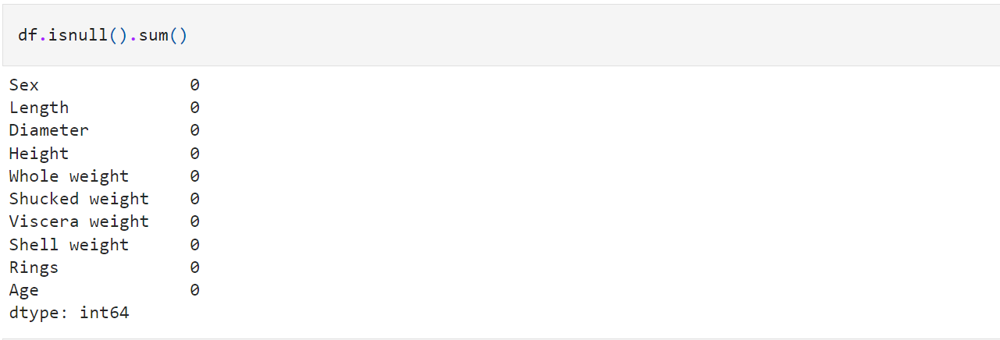 df.isnull().sum()
Sex 0
Length 0
Diameter 0
Height 0
Whole weight 0
Shucked weight 0
Viscera weight 0
Shell weight 0
Rings 0
Age 0
dtype: int64